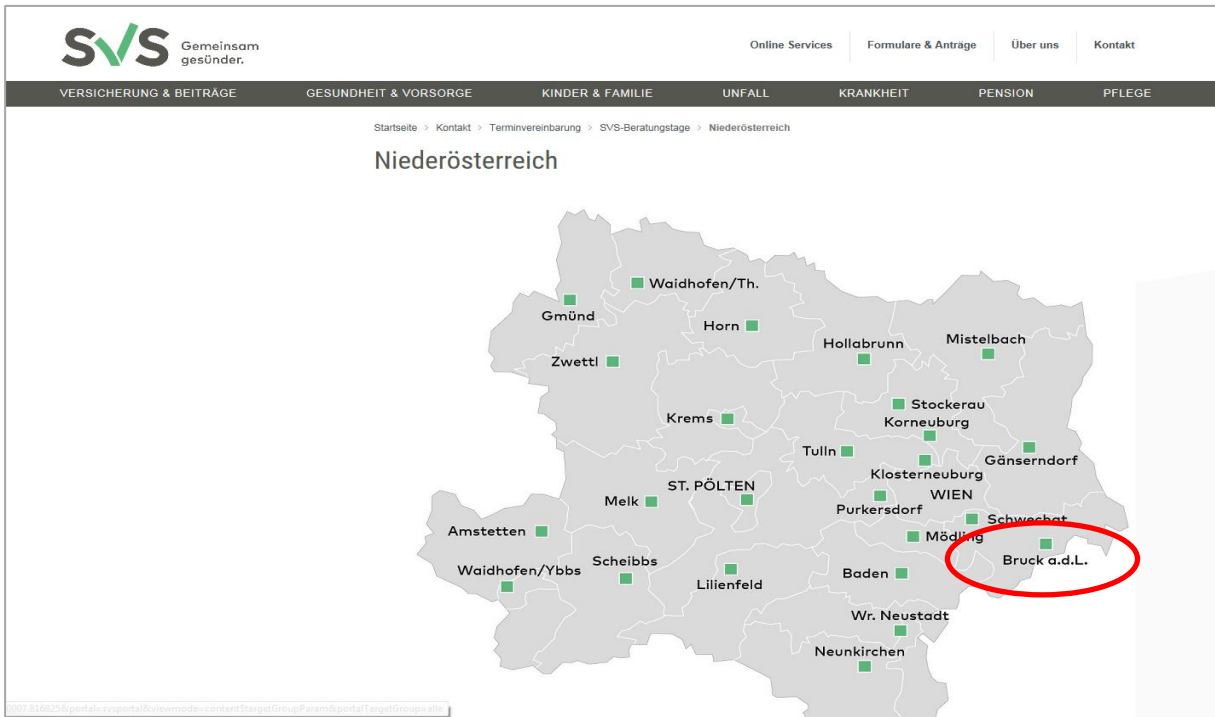 SVS Gemeinsam
gesünder.
Online Services Formulare & Anträge Über uns Kontakt
VERSICHERUNG & BEITRÄGE GESUNDHEIT & VORSORGE KINDER & FAMILIE UNFALL KRANKHEIT PENSION PFLEGE
Startseite > Kontakt > Terminvereinbarung > SVS-Beratungstage > Niederösterreich
Niederösterreich
Waidhofen/Th.
Gmünd
Horn
Hollabrunn
Mistelbach
Zwettl
Stockerau
Krems
Korneuburg
Tulln
Gänserndorf
Klosterneuburg
ST. PÖLTEN
WIEN
Melk
Purkersdorf
Schwechat
Amstetten
Mödling
Bruck a.d.L.
Scheibbs
Waidhofen/Ybbs
Baden
Lilienfeld
Wr. Neustadt
Neunkirchen